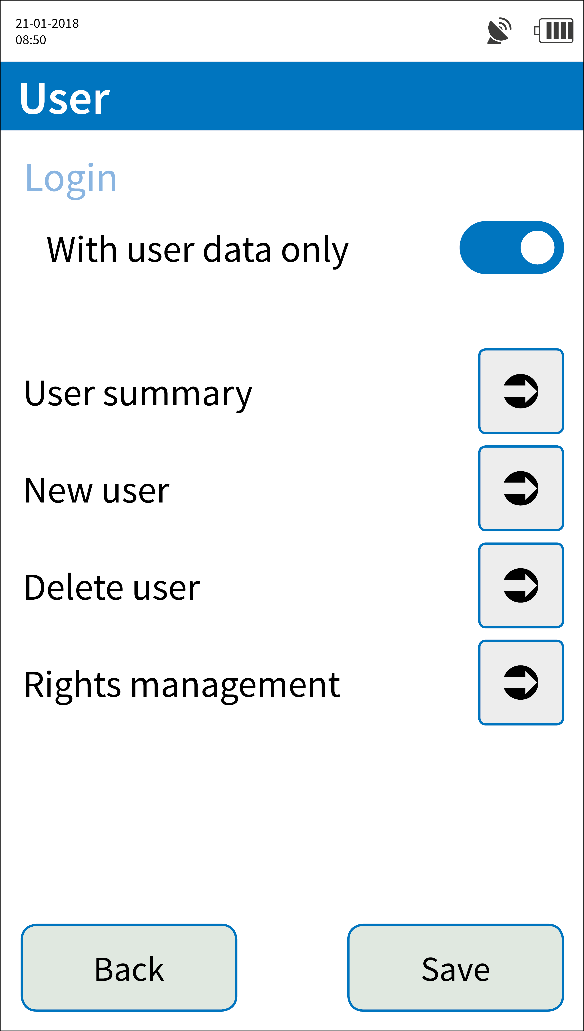 21-01-2018
08:50
User
Login
With user data only
User summary
New user
Delete user
Rights management
Back
Save